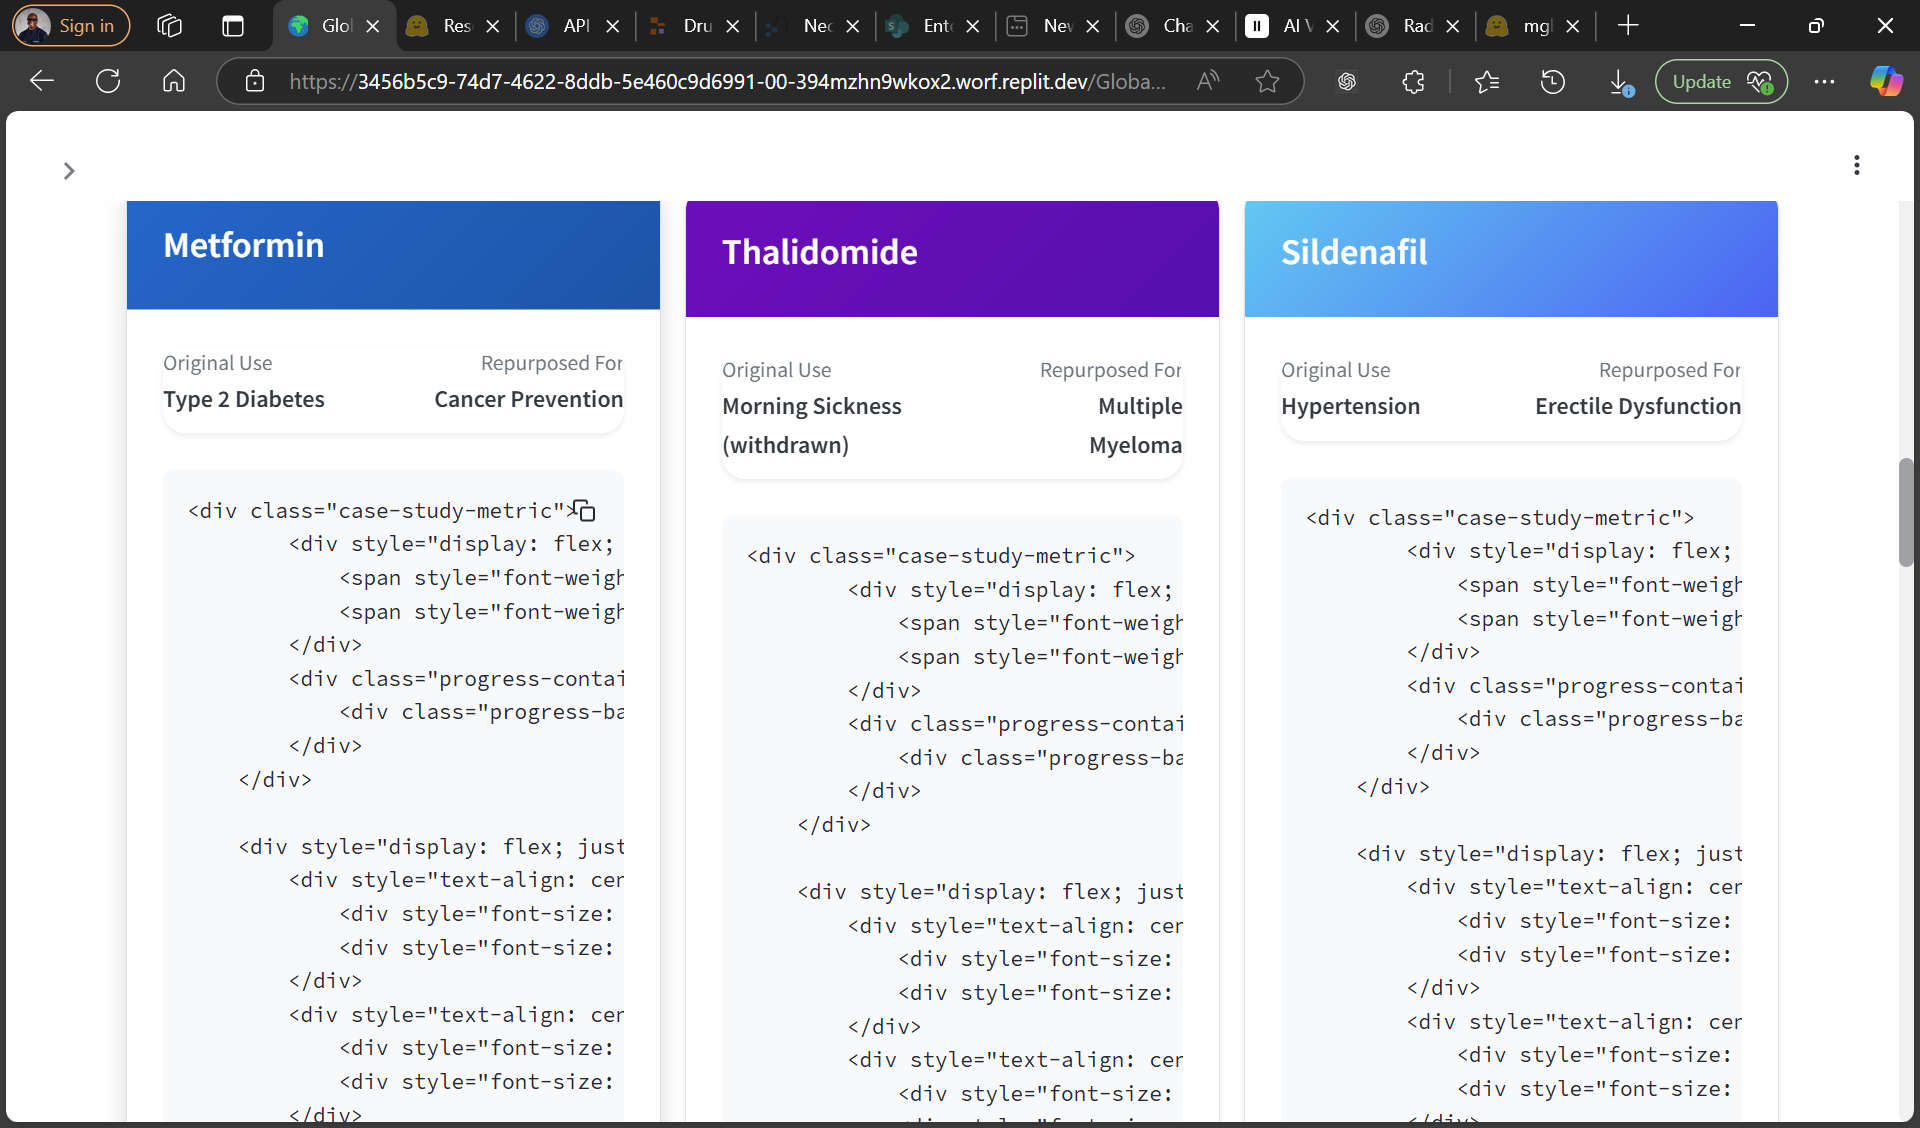 Sign in
Glo
Res
API
Dru
Nec
Ente
Nev
Cha
AI V
Rad
mgl
https://3456b5c9-74d7-4622-8ddb-5e460c9d6991-00-394mzhn9wkox2.worf.replit.dev/Globa...
Update
Metformin
Original Use
Repurposed For
Type 2 Diabetes
Cancer Prevention
<div class="case-study-metric">
<div style="display: flex;
<span style="font-weigh
<span style="font-weigh
</div>
<div class="progress-contai
<div class="progress-ba
</div>
</div>
<div style="display: flex; just
<div style="text-align: cen
<div style="font-size:
<div style="font-size:
</div>
<div style="text-align: cen
<div style="font-size:
<div style="font-size:
</div>
Thalidomide
Original Use
Repurposed For
Morning Sickness
(withdrawn)
Multiple
Myeloma
<div class="case-study-metric">
<div style="display: flex;
<span style="font-weigh
<span style="font-weigh
</div>
<div class="progress-contai
<div class="progress-ba
</div>
</div>
<div style="display: flex; just
<div style="text-align: cen
<div style="font-size:
<div style="font-size:
</div>
<div style="text-align: cen
<div style="font-size:
Sildenafil
Original Use
Repurposed For
Hypertension
Erectile Dysfunction
<div class="case-study-metric">
<div style="display: flex;
<span style="font-weigh
<span style="font-weigh
</div>
<div class="progress-contai
<div class="progress-ba
</div>
</div>
<div style="display: flex; just
<div style="text-align: cen
<div style="font-size:
<div style="font-size:
</div>
<div style="text-align: cen
<div style="font-size:
<div style="font-size:
</div>